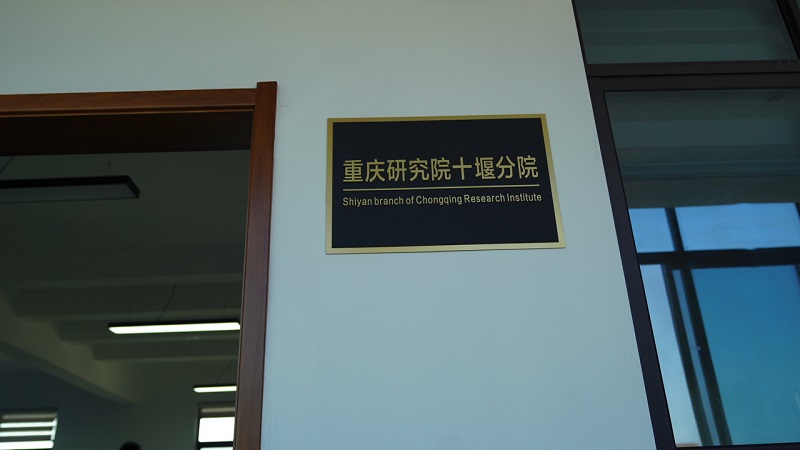 重庆研究院十堰分院
Shiyan branch of Chongqing Research Institute